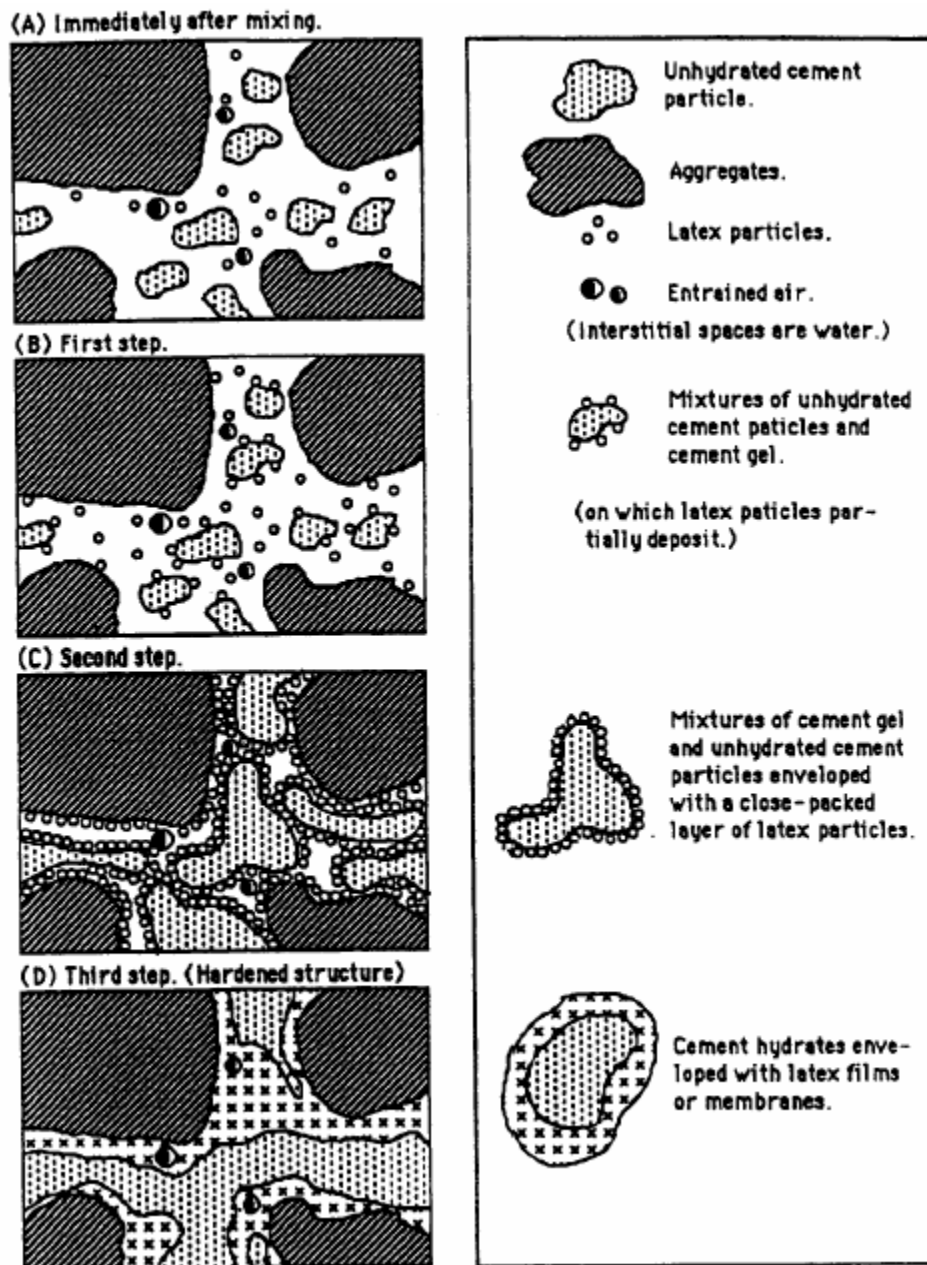 (A) Immediately after mixing.
(B) First step.
(C) Second step.
(D) Third step. (Hardened structure)
Unhydrated cement
particle.
Aggregates.
Latex particles.
Entrained air.
(Interstitial spaces are water.)
Mixtures of unhydrated
cement paticles and
cement gel.
(on which latex paticles par-
tially deposit.)
Mixtures of cement gel
and unhydrated cement
particles enveloped
with a close-packed
layer of latex particles.
Cement hydrates enve-
loped with latex films
or membranes.